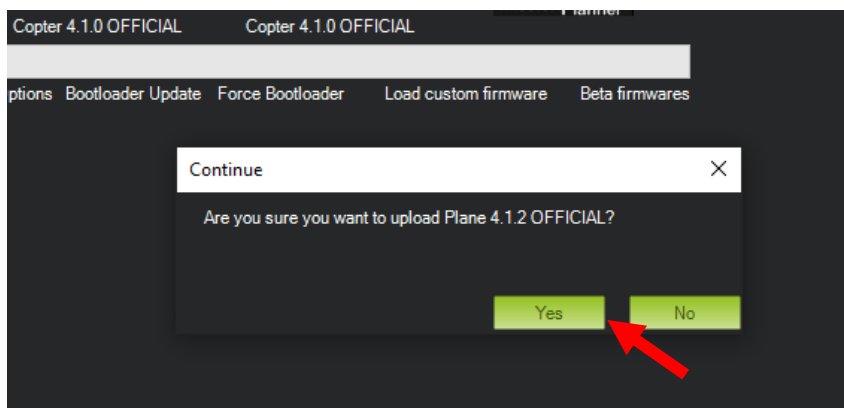 Planner
Copter 4.1.0 OFFICIAL Copter 4.1.0 OFFICIAL
ptions Bootloader Update Force Bootloader Load custom firmware Beta firmwares
Continue
Are you sure you want to upload Plane 4.1.2 OFFICIAL?
Yes No